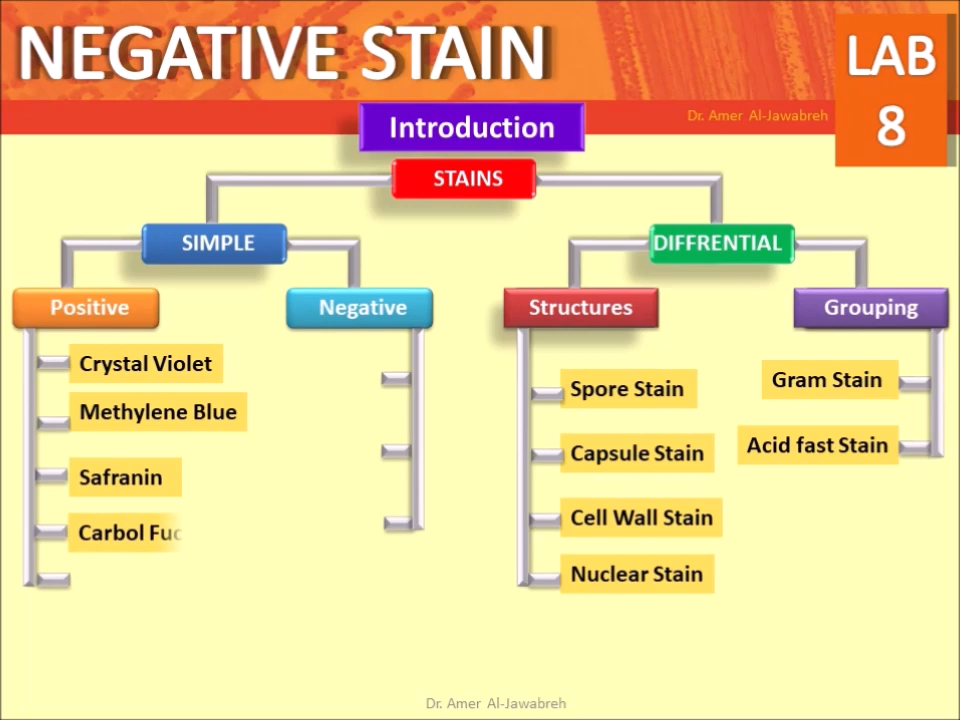 NEGATIVE STAIN
LAB
8
Dr. Amer Al-Jawabreh
Introduction
STAINS
SIMPLE
DIFFRENTIAL
Positive
Negative
Structures
Grouping
Crystal Violet
Methylene Blue
Safranin
Carbol
Spore Stain
Capsule Stain
Cell Wall Stain
Nuclear Stain
Gram Stain
Acid fast Stain
Dr. Amer Al-Jawabreh